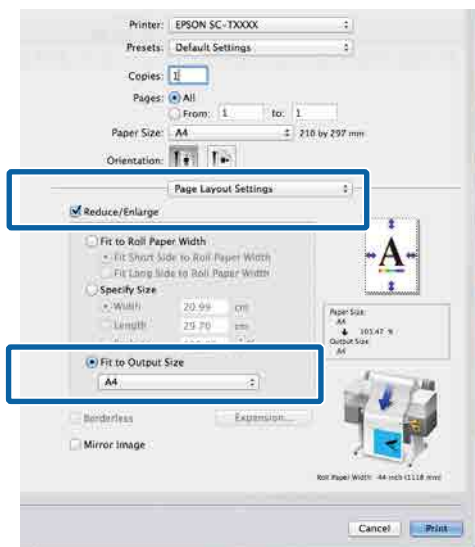 Printer: EPSON SC-TXXXX
Presets: Default Settings
Copies: 1
Pages: All
From: 1 to: 1
Paper Size: A4 210 by 297 mm
Orientation:
Page Layout Settings
Reduce/Enlarge
Fit to Roll Paper Width
Fit Short Side to Roll Paper Width
Fit Long Side to Roll Paper Width
Specify Size
Width 20.99 cm
Length 29.70 cm
A
Paper Size:
A4
103.47 %
Output Size
A4
Fit to Output Size
A4
Borderless Expansion...
Mirror Image
Roll Paper Width: 44 inch (1118 mm)
Cancel Print